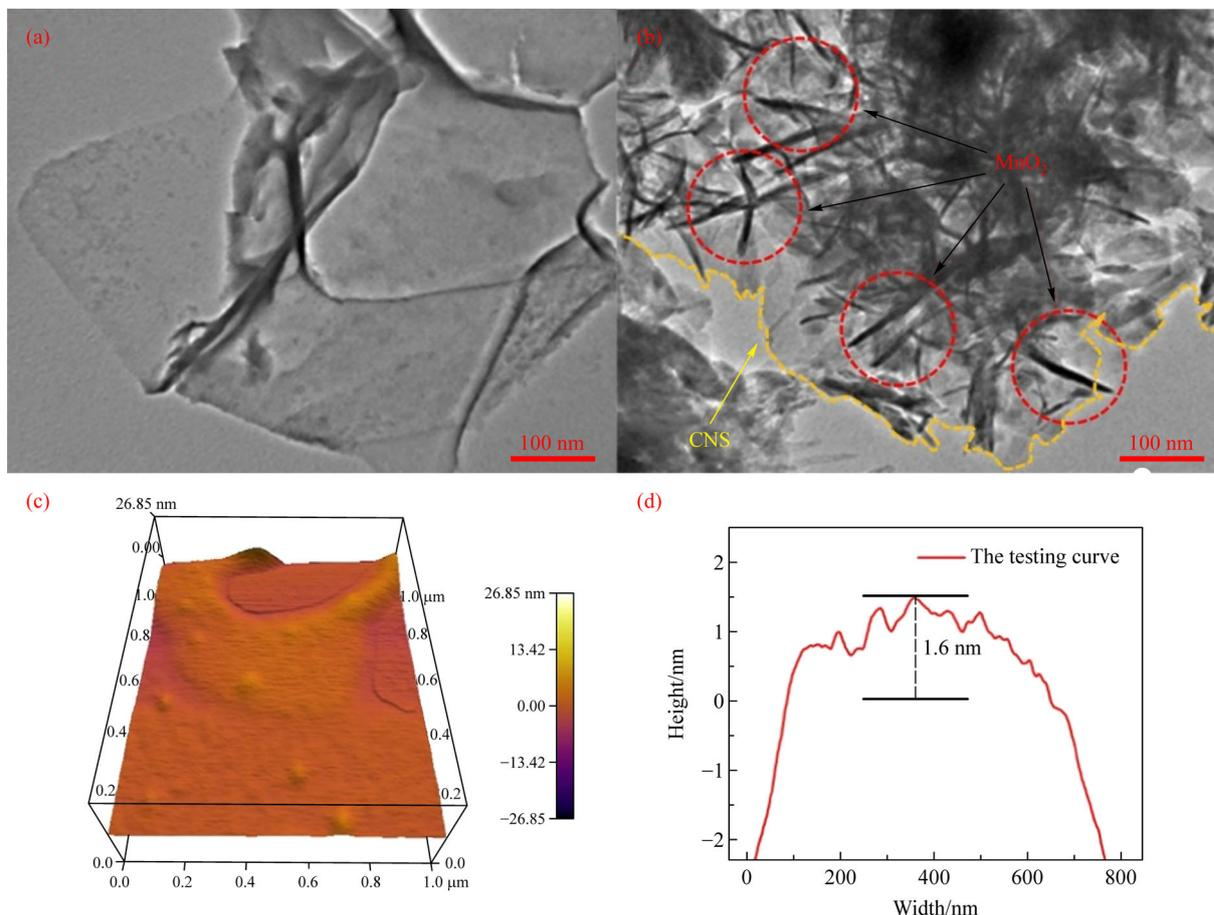 (a)
100 nm
(b)
MnO2
CNS
100 nm
(c)
26.85 nm
0.00
1.0
0.8
0.6
0.4
0.2
0.0
0.0 0.2 0.4 0.6 0.8 1.0 μm
1.0 μm
0.8
0.6
0.4
0.2
0.0
26.85 nm
13.42
0.00
−13.42
−26.85
(d)
The testing curve
1.6 nm
Height/nm
2
1
0
−1
−2
0 200 400 600 800
Width/nm